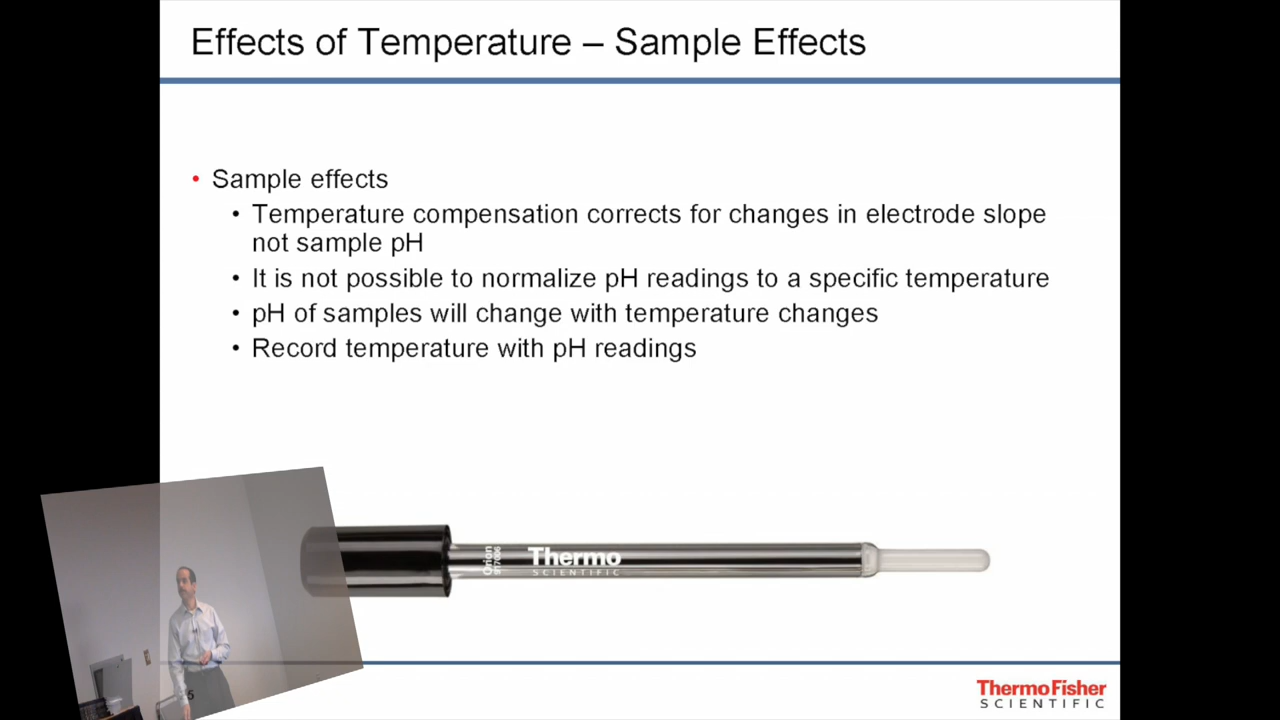 Effects of Temperature – Sample Effects
• Sample effects
• Temperature compensation corrects for changes in electrode slope
not sample pH
• It is not possible to normalize pH readings to a specific temperature
• pH of samples will change with temperature changes
• Record temperature with pH readings
Orion
Thermo
SCIENTIFIC
5
ThermoFisher
SCIENTIFIC